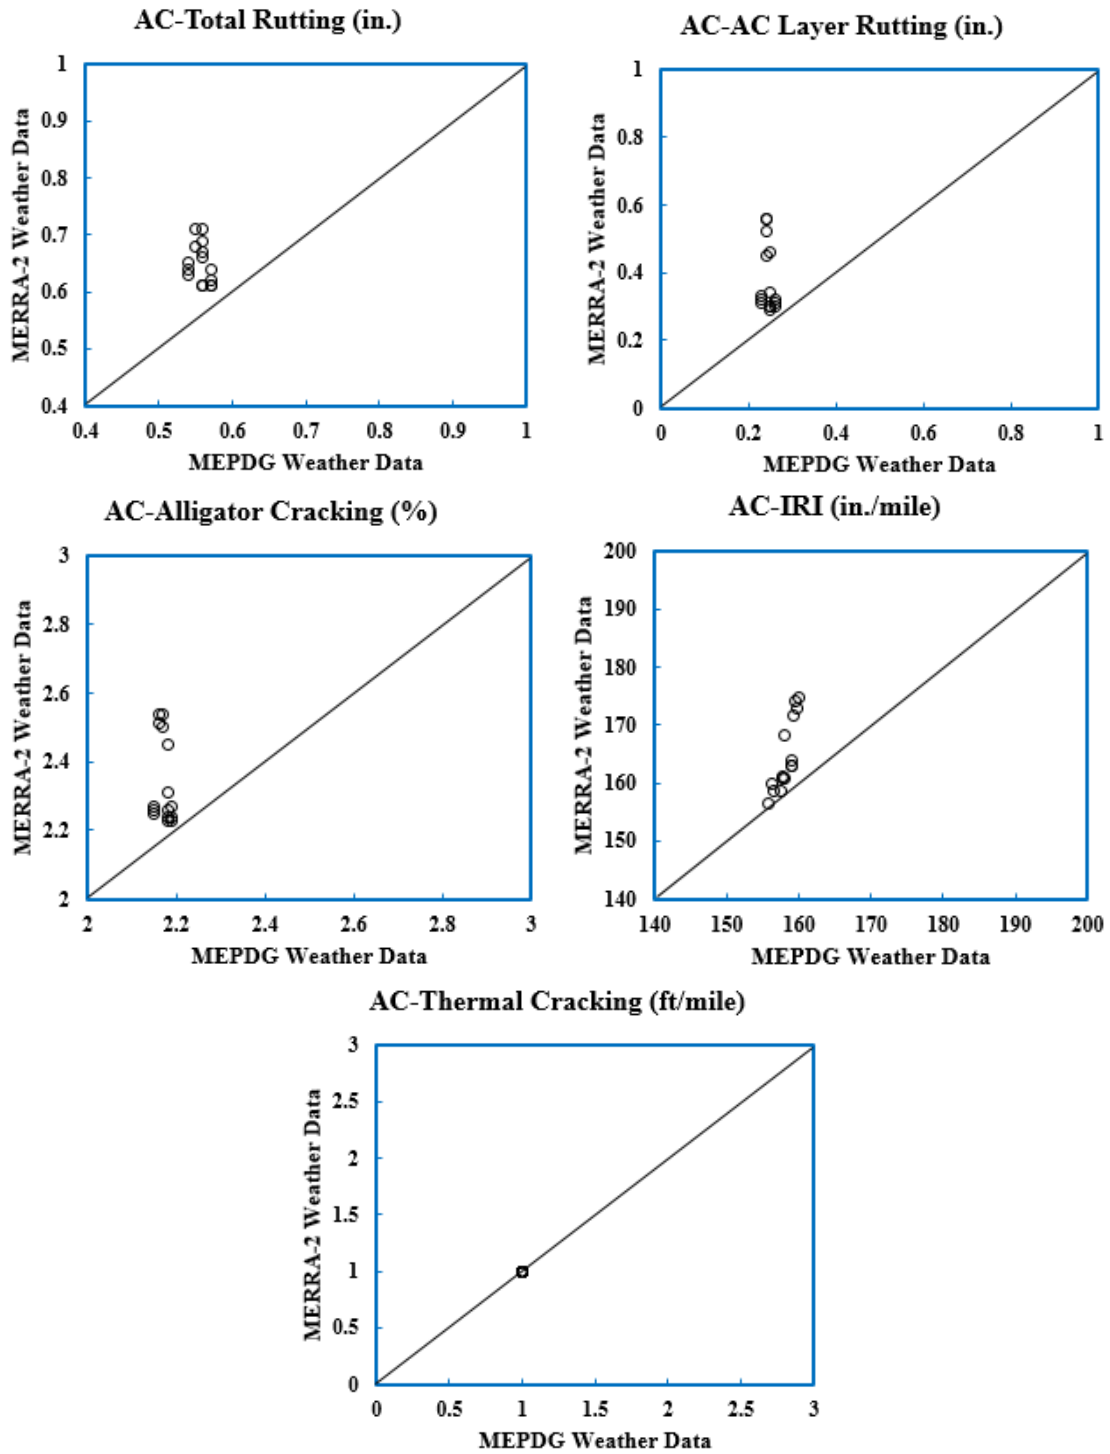 AC-Total Rutting (in.)
MERRA-2 Weather Data
1
0.9
0.8
0.7
0.6
0.5
0.4
0.4 0.5 0.6 0.7 0.8 0.9 1
MEPDG Weather Data
AC-AC Layer Rutting (in.)
MERRA-2 Weather Data
1
0.8
0.6
0.4
0.2
0
0 0.2 0.4 0.6 0.8 1
MEPDG Weather Data
AC-Alligator Cracking (%)
MERRA-2 Weather Data
3
2.8
2.6
2.4
2.2
2
2 2.2 2.4 2.6 2.8 3
MEPDG Weather Data
AC-IRI (in./mile)
MERRA-2 Weather Data
200
190
180
170
160
150
140
140 150 160 170 180 190 200
MEPDG Weather Data
AC-Thermal Cracking (ft/mile)
MERRA-2 Weather Data
3
2.5
2
1.5
1
0.5
0
0 0.5 1 1.5 2 2.5 3
MEPDG Weather Data